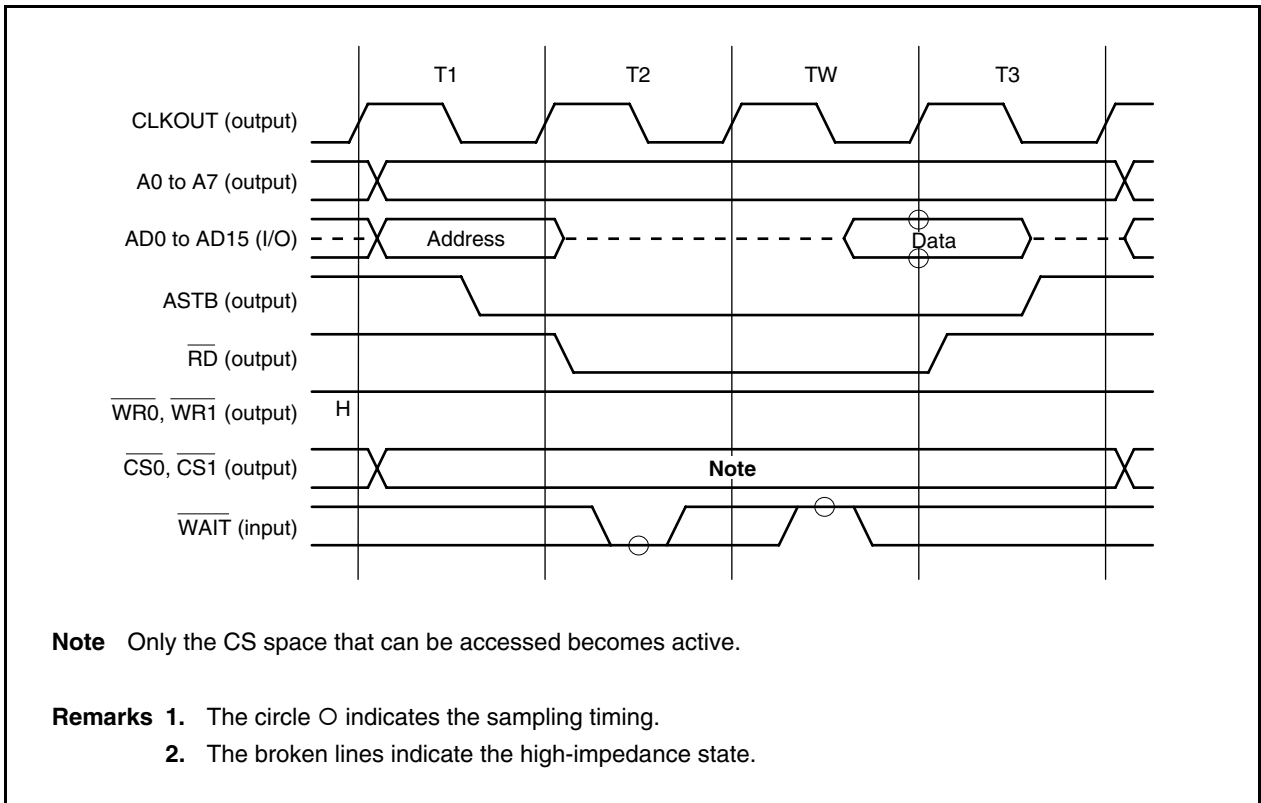 T1 T2 TW T3
CLKOUT (output)
A0 to A7 (output)
AD0 to AD15 (I/O) Address Data
ASTB (output)
RD (output)
WR0, WR1 (output) H
CS0, CS1 (output) Note
WAIT (input)
Note Only the CS space that can be accessed becomes active.
Remarks 1. The circle O indicates the sampling timing.
2. The broken lines indicate the high-impedance state.